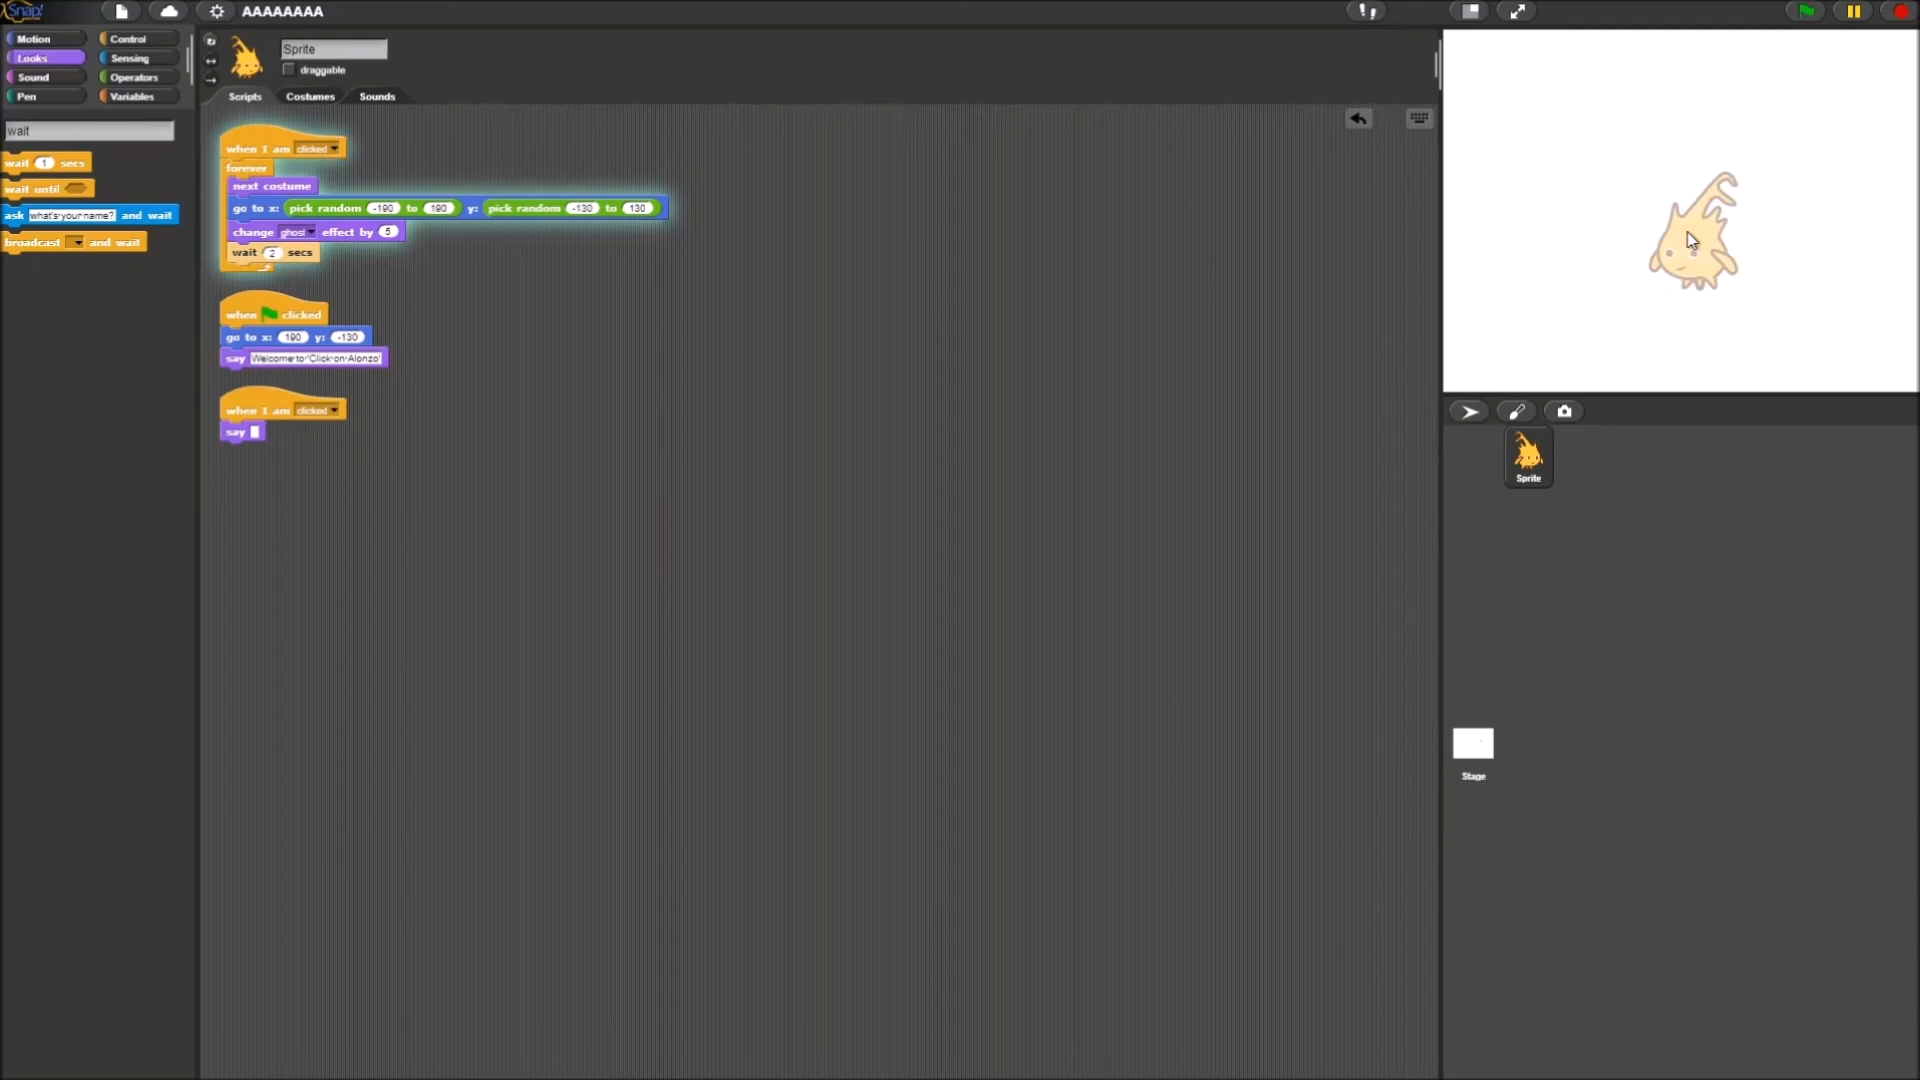 Snap!
AAAAAAAA
Motion
Control
Looks
Sensing
Sound
Operators
Pen
Variables
wait
wait 1 secs
wait until
ask what's your name? and wait
broadcast and wait
Sprite
draggable
Scripts
Costumes
Sounds
when I am clicked
forever
next costume
go to x: pick random -190 to 190 y: pick random -130 to 130
change ghost effect by 5
wait 2 secs
when clicked
go to x: 190 y: -130
say Welcome to 'Click on Alonzo'
when I am clicked
say
Sprite
Stage